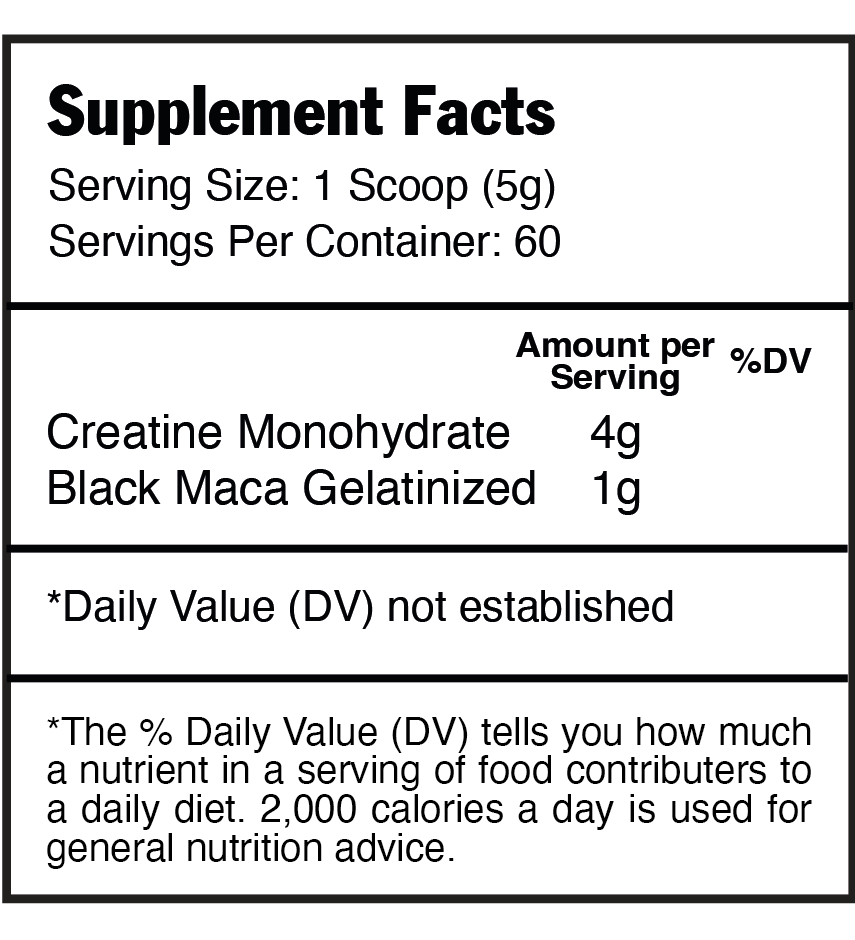 Supplement Facts
Serving Size: 1 Scoop (5g)
Servings Per Container: 60
Amount per
Serving
%DV
Creatine Monohydrate 4g
Black Maca Gelatinized 1g
*Daily Value (DV) not established
*The % Daily Value (DV) tells you how much
a nutrient in a serving of food contributers to
a daily diet. 2,000 calories a day is used for
general nutrition advice.